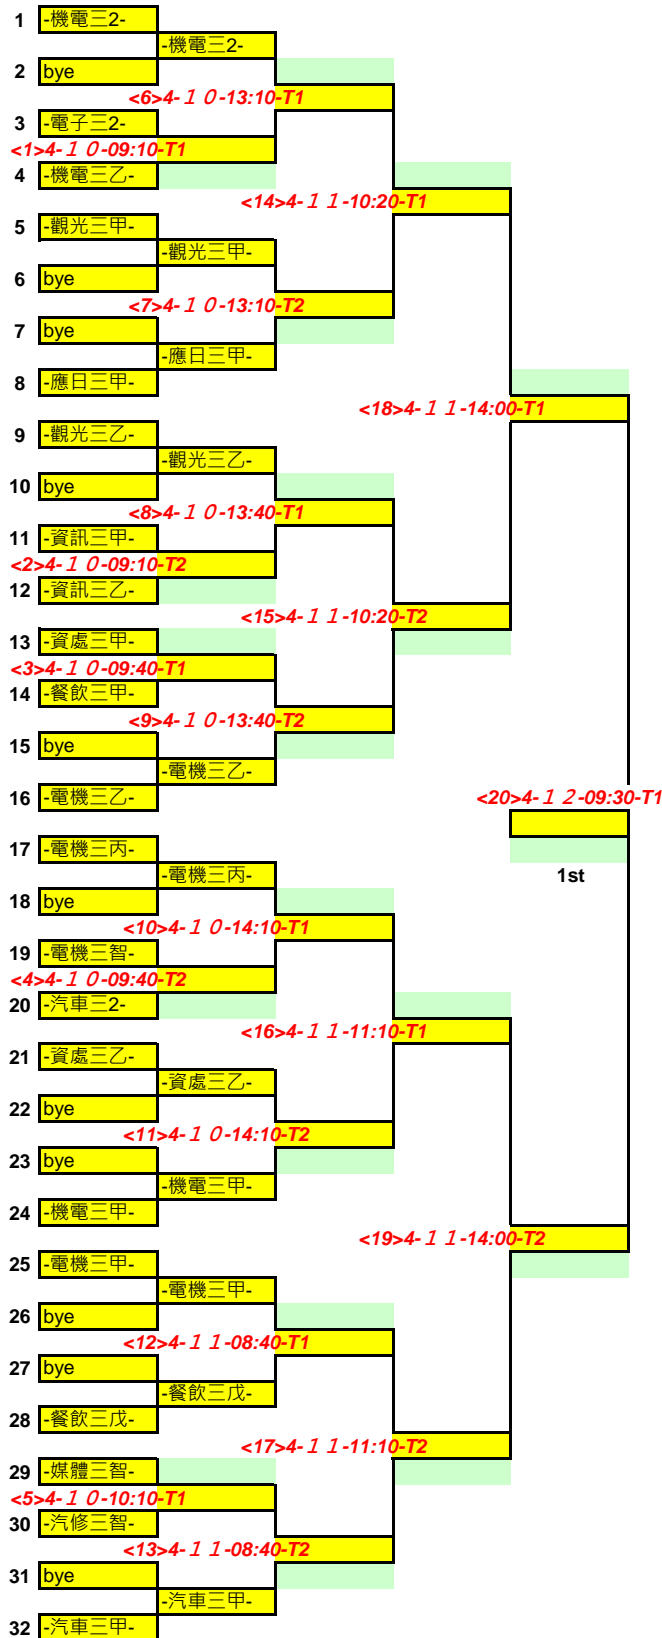 1 -機電三2-
-機電三2-
2 bye
<6>4-１０-13:10-T1
3 -電子三2-
<1>4-１０-09:10-T1
4 -機電三乙-
<14>4-１１-10:20-T1
5 -觀光三甲-
-觀光三甲-
6 bye
<7>4-１０-13:10-T2
7 bye
-應日三甲-
8 -應日三甲-
<18>4-１１-14:00-T1
9 -觀光三乙-
-觀光三乙-
10 bye
<8>4-１０-13:40-T1
11 -資訊三甲-
<2>4-１０-09:10-T2
12 -資訊三乙-
<15>4-１１-10:20-T2
13 -資處三甲-
<3>4-１０-09:40-T1
14 -餐飲三甲-
<9>4-１０-13:40-T2
15 bye
-電機三乙-
16 -電機三乙-
<20>4-１２-09:30-T1
17 -電機三丙-
-電機三丙-
1st
18 bye
<10>4-１０-14:10-T1
19 -電機三智-
<4>4-１０-09:40-T2
20 -汽車三2-
<16>4-１１-11:10-T1
21 -資處三乙-
-資處三乙-
22 bye
<11>4-１０-14:10-T2
23 bye
-機電三甲-
24 -機電三甲-
<19>4-１１-14:00-T2
25 -電機三甲-
-電機三甲-
26 bye
<12>4-１１-08:40-T1
27 bye
-餐飲三戊-
28 -餐飲三戊-
<17>4-１１-11:10-T2
29 -媒體三智-
<5>4-１０-10:10-T1
30 -汽修三智-
<13>4-１１-08:40-T2
31 bye
-汽車三甲-
32 -汽車三甲-